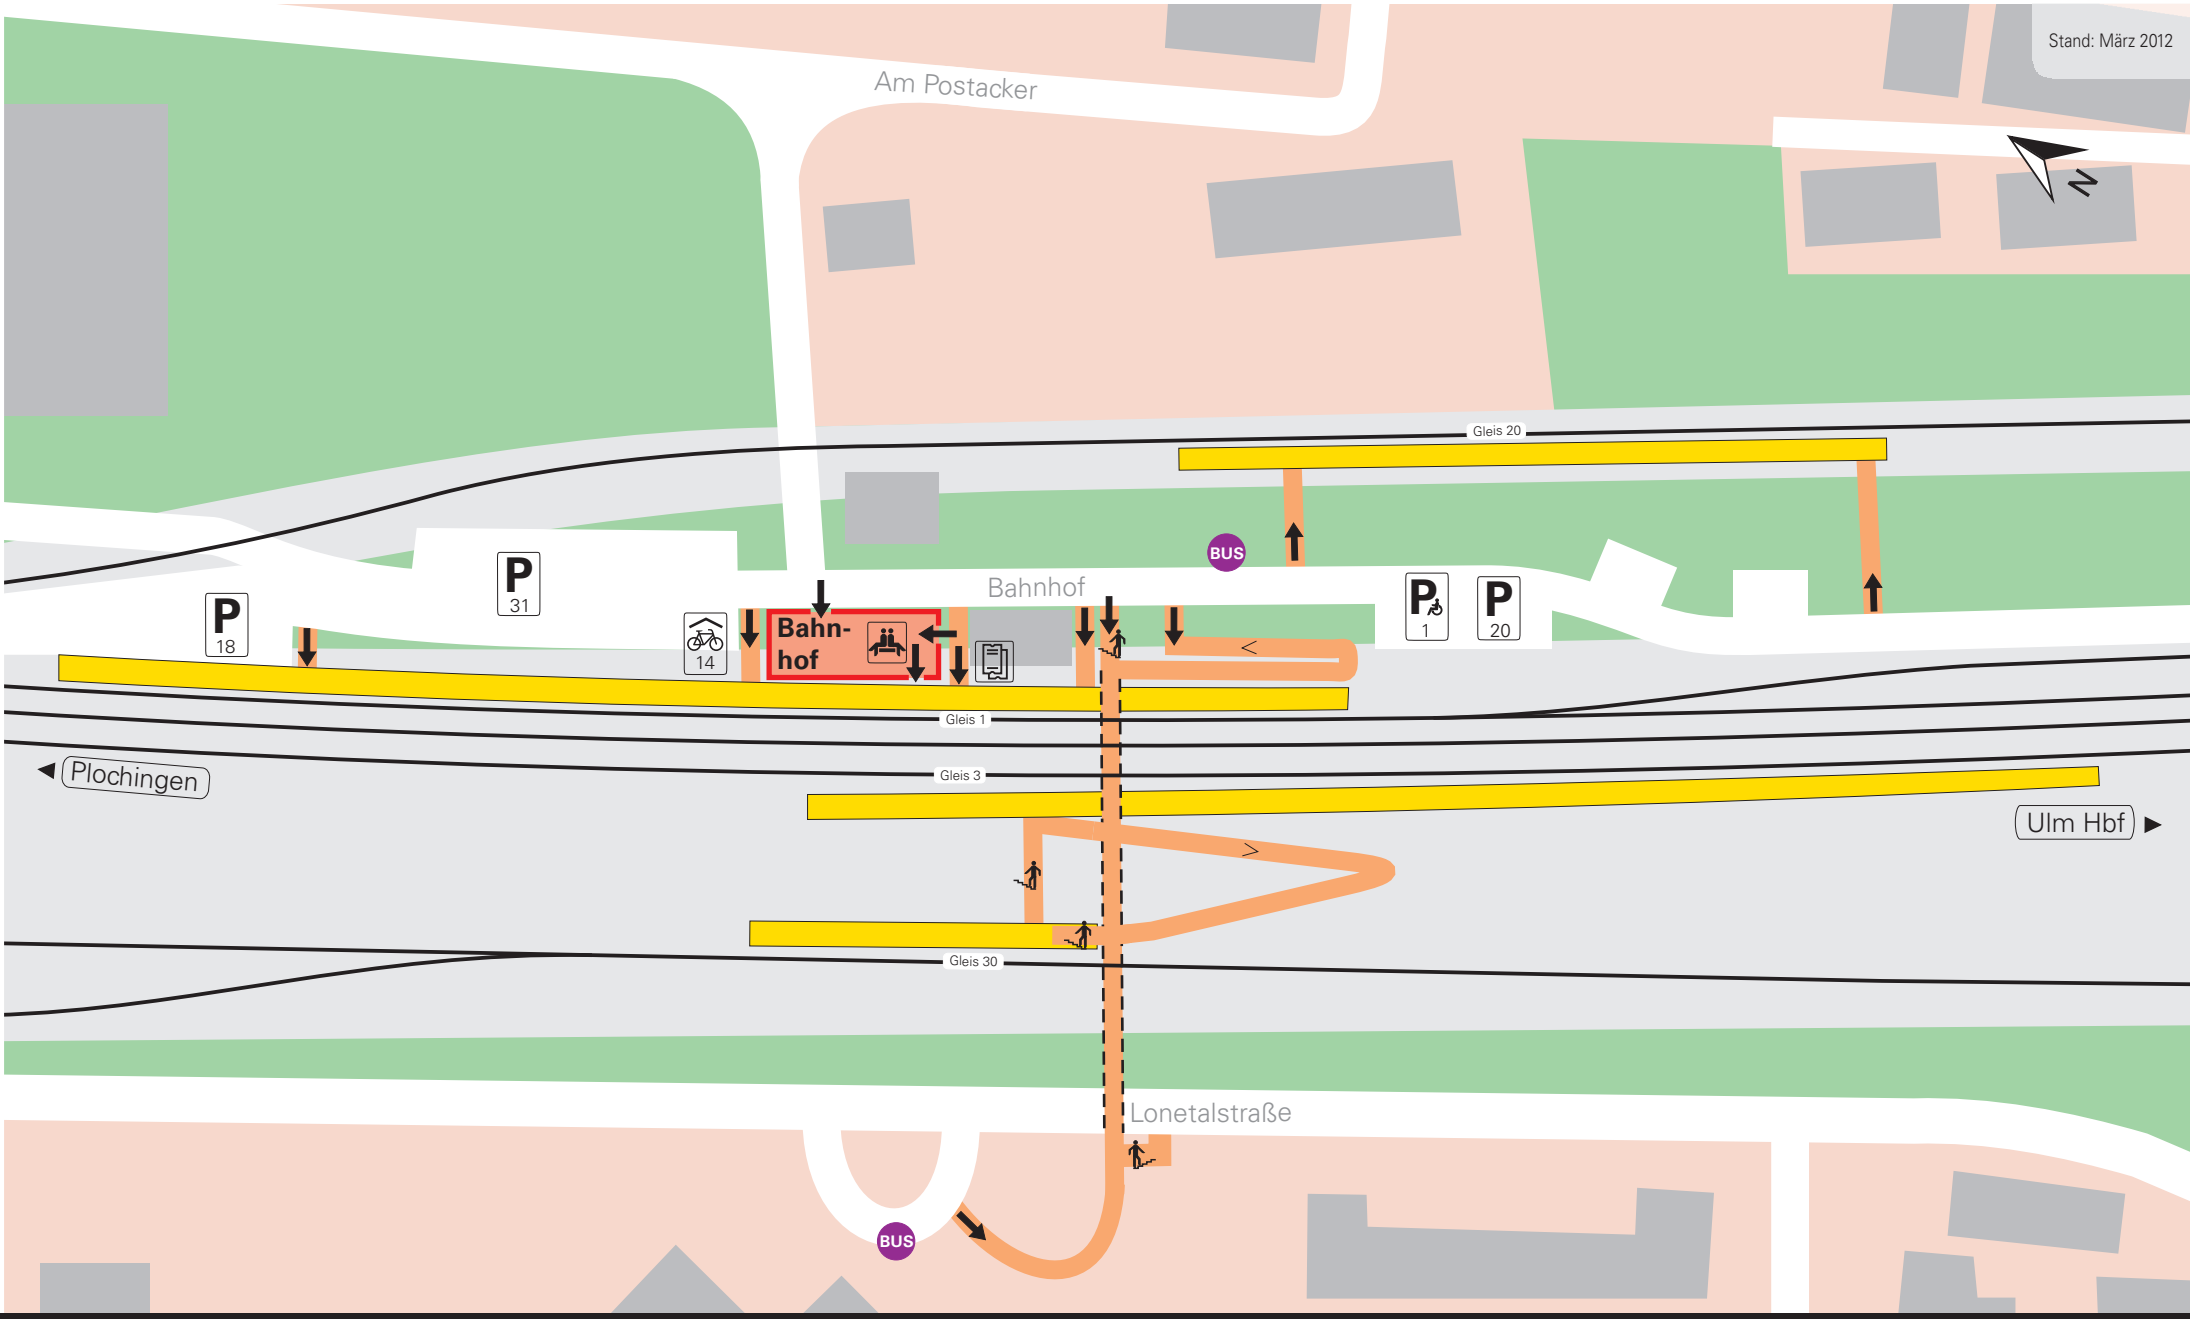 Stand: März 2012
Am Postacker
N
Gleis 20
BUS
P
31
P
18
Bahnhof
P
1
P
20
14
Bahn-
hof
<
Gleis 1
Plochingen
Gleis 3
Ulm Hbf
>
Gleis 30
Lonetalstraße
BUS